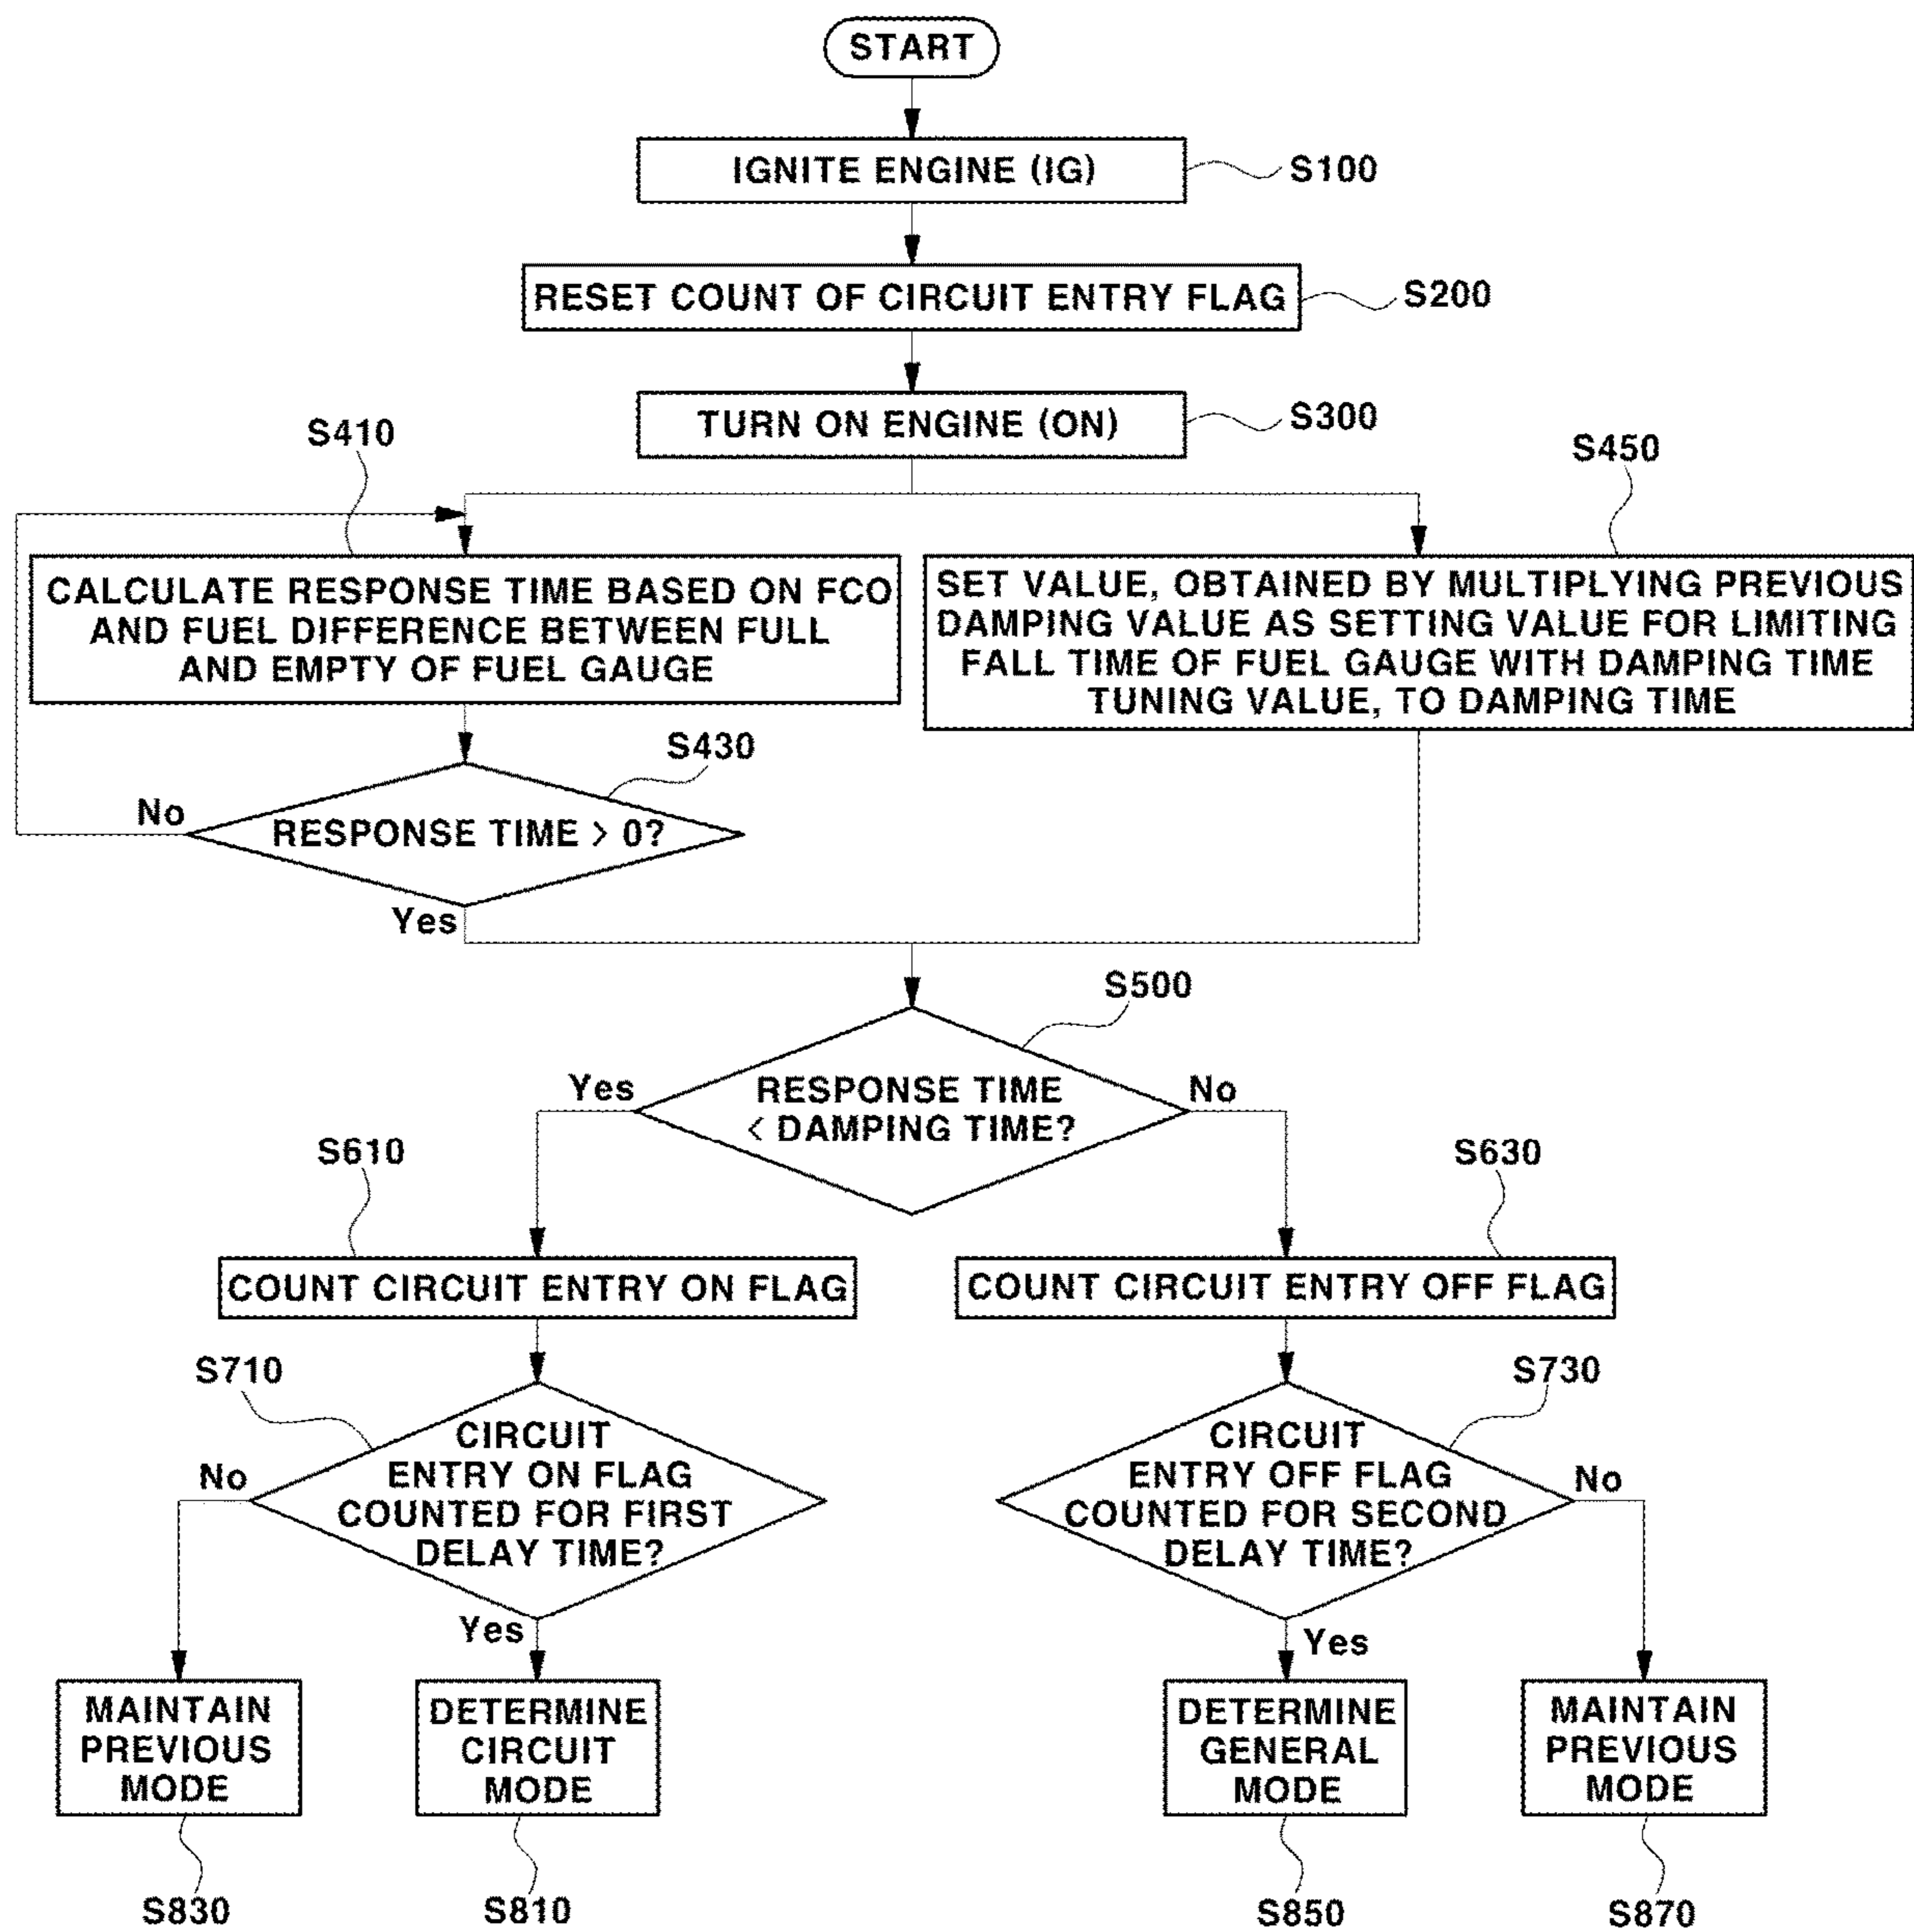 START
IGNITE ENGINE (IG)
S100
RESET COUNT OF CIRCUIT ENTRY FLAG
S200
TURN ON ENGINE (ON)
S300
S410
S450
CALCULATE RESPONSE TIME BASED ON FCO
AND FUEL DIFFERENCE BETWEEN FULL
AND EMPTY OF FUEL GAUGE
SET VALUE, OBTAINED BY MULTIPLYING PREVIOUS
DAMPING VALUE AS SETTING VALUE FOR LIMITING
FALL TIME OF FUEL GAUGE WITH DAMPING TIME
TUNING VALUE, TO DAMPING TIME
S430
No
RESPONSE TIME > 0?
Yes
S500
Yes
RESPONSE TIME
< DAMPING TIME?
No
S610
S630
COUNT CIRCUIT ENTRY ON FLAG
COUNT CIRCUIT ENTRY OFF FLAG
S710
S730
No
CIRCUIT
ENTRY ON FLAG
COUNTED FOR FIRST
DELAY TIME?
Yes
CIRCUIT
ENTRY OFF FLAG
COUNTED FOR SECOND
DELAY TIME?
No
Yes
MAINTAIN
PREVIOUS
MODE
DETERMINE
CIRCUIT
MODE
DETERMINE
GENERAL
MODE
MAINTAIN
PREVIOUS
MODE
S830
S810
S850
S870